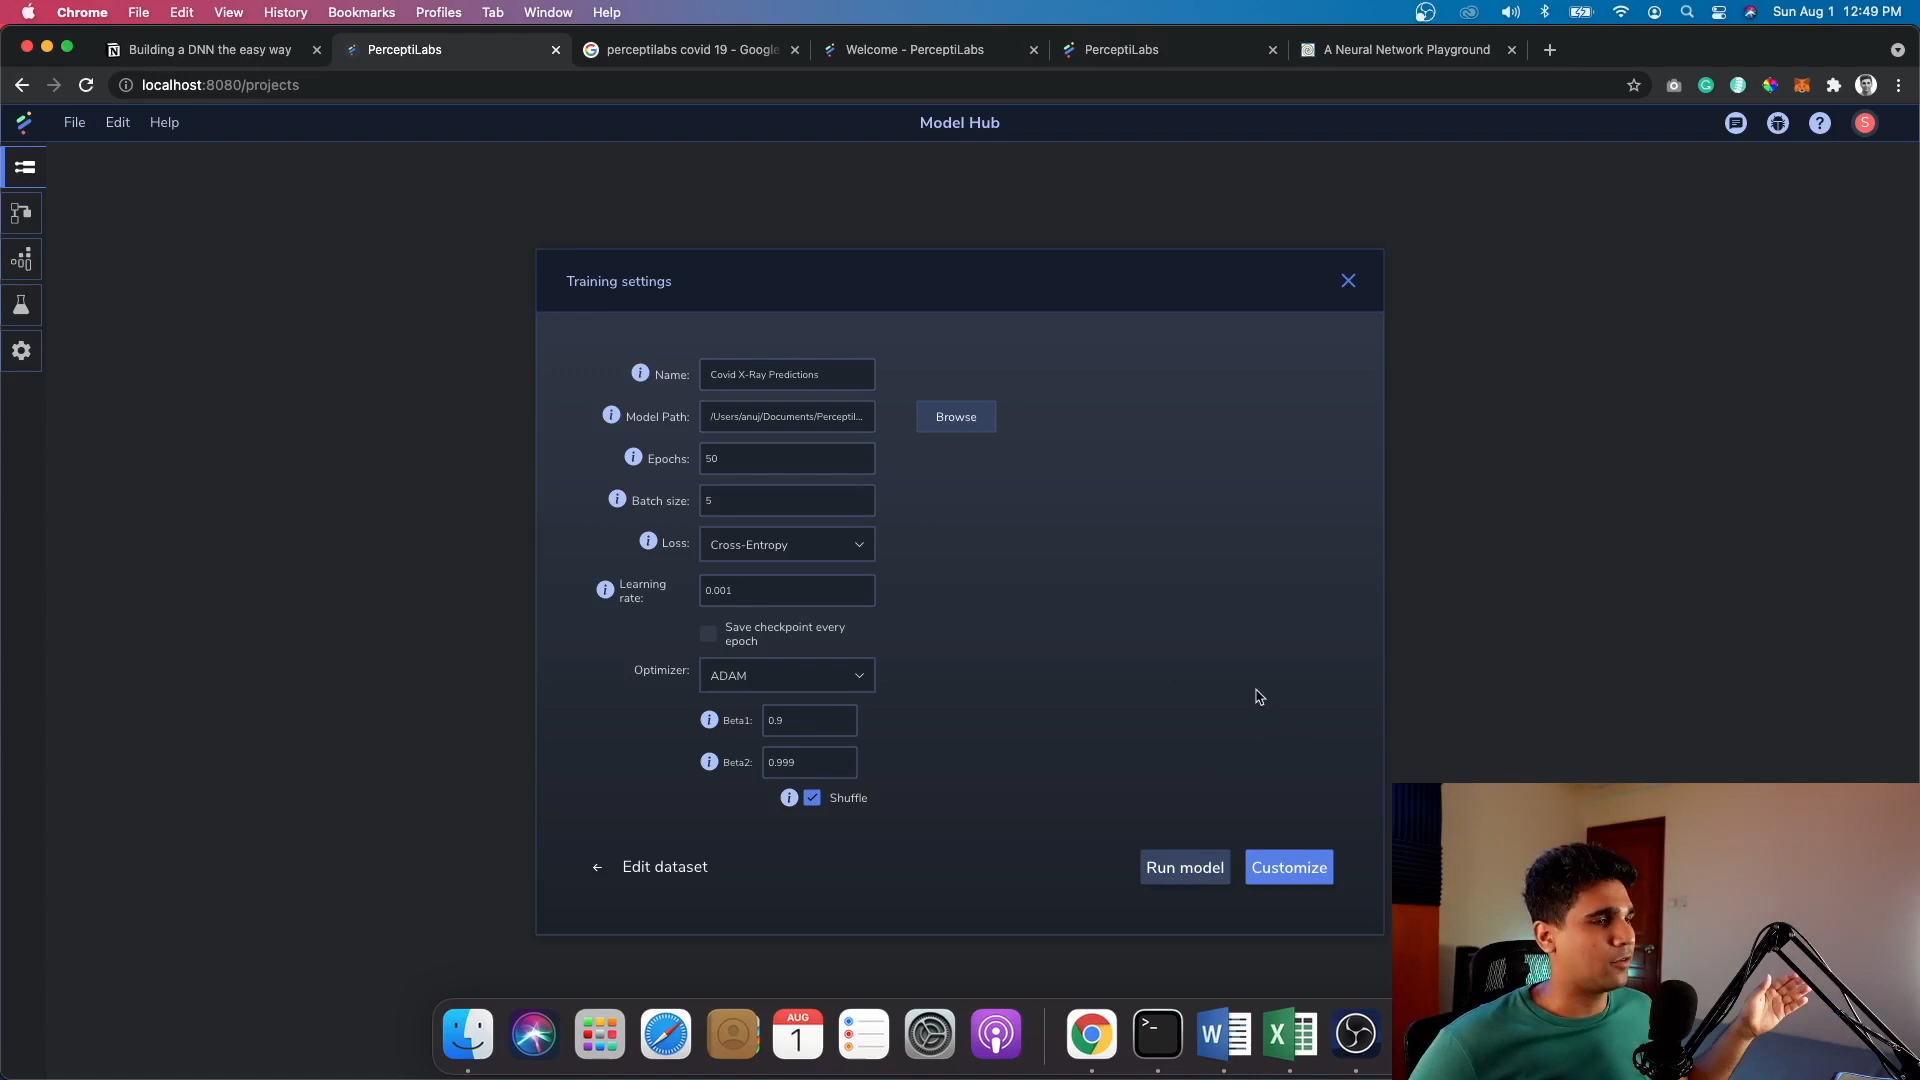 Chrome File Edit View History Bookmarks Profiles Tab Window Help Sun Aug 1 12:49 PM
Building a DNN the easy way PerceptiLabs perceptilabs covid 19 - Google Welcome - PerceptiLabs PerceptiLabs A Neural Network Playground
localhost:8080/projects
File Edit Help Model Hub S
Training settings
Name: Covid X-Ray Predictions
Model Path: /Users/anuj/Documents/Perceptil... Browse
Epochs: 50
Batch size: 5
Loss: Cross-Entropy
Learning rate: 0.001
Save checkpoint every
epoch
Optimizer: ADAM
Beta1: 0.9
Beta2: 0.999
Shuffle
Edit dataset Run model Customize
AUG
1